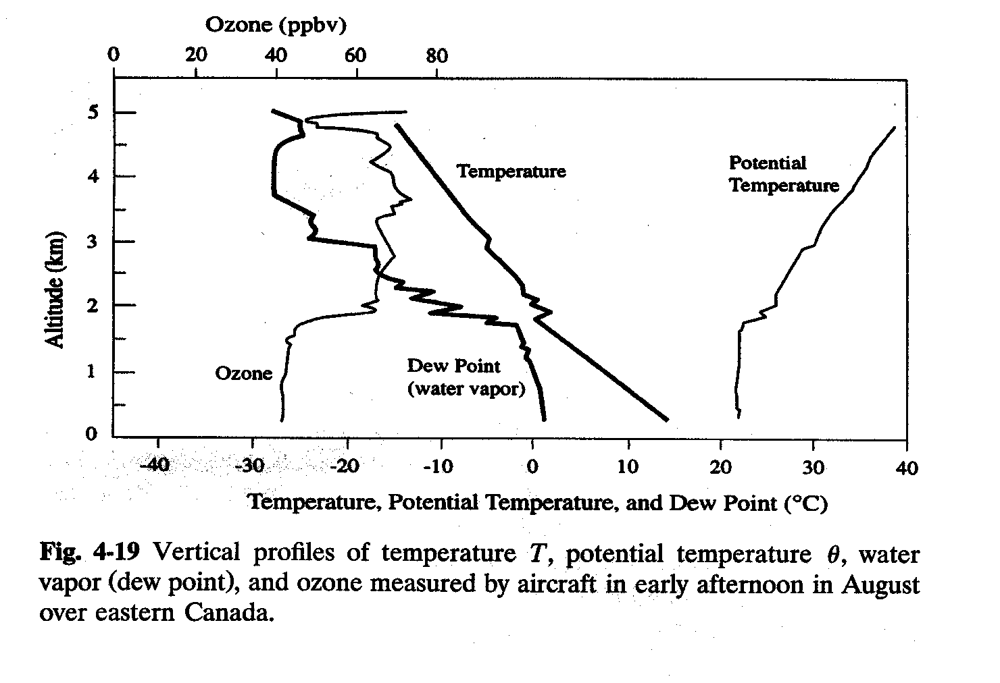 Ozone (ppbv)
0 20 40 60 80
5
4
3
2
1
0
Altitude (km)
Temperature
Potential
Temperature
Ozone
Dew Point
(water vapor)
-40 -30 -20 -10 0 10 20 30 40
Temperature, Potential Temperature, and Dew Point (°C)
Fig. 4-19 Vertical profiles of temperature T, potential temperature θ, water
vapor (dew point), and ozone measured by aircraft in early afternoon in August
over eastern Canada.